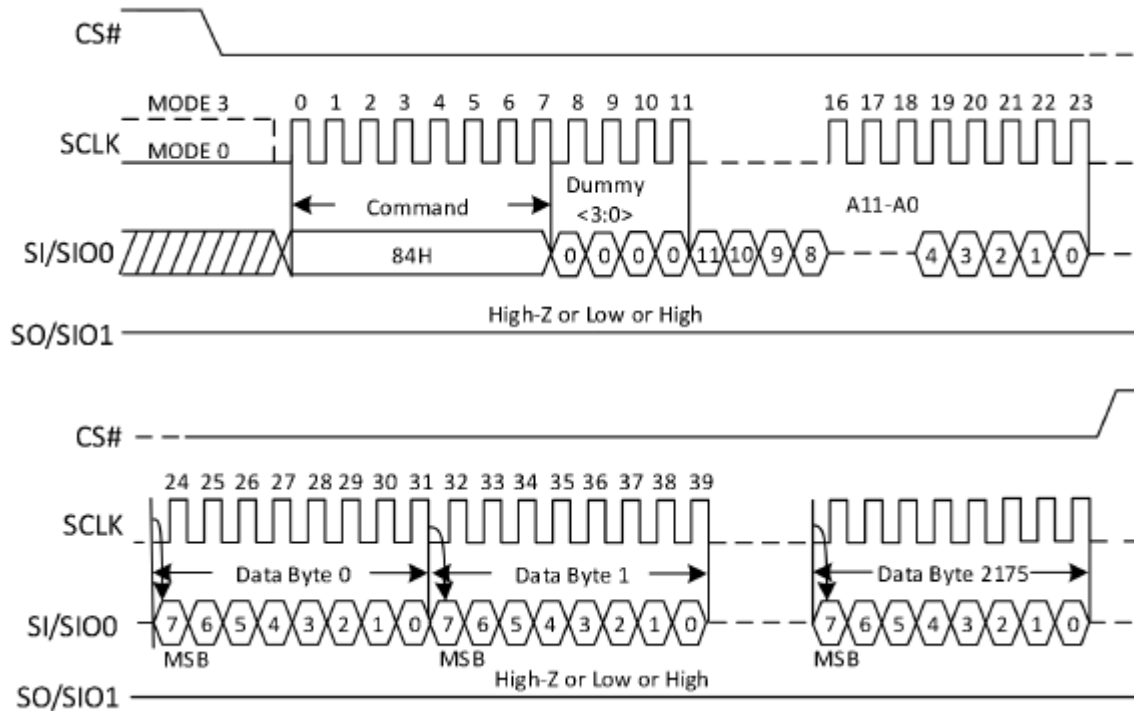 CS#
MODE 3
0 1 2 3 4 5 6 7 8 9 10 11 16 17 18 19 20 21 22 23
SCLK
MODE 0
Dummy
Command <3:0> A11-A0
SI/SIO0 84H 0 0 0 0 11 10 9 8 4 3 2 1 0
High-Z or Low or High
SO/SIO1
CS#
24 25 26 27 28 29 30 31 32 33 34 35 36 37 38 39
SCLK
Data Byte 0 Data Byte 1 Data Byte 2175
SI/SIO0 7 6 5 4 3 2 1 0 7 6 5 4 3 2 1 0 7 6 5 4 3 2 1 0
MSB MSB MSB
High-Z or Low or High
SO/SIO1